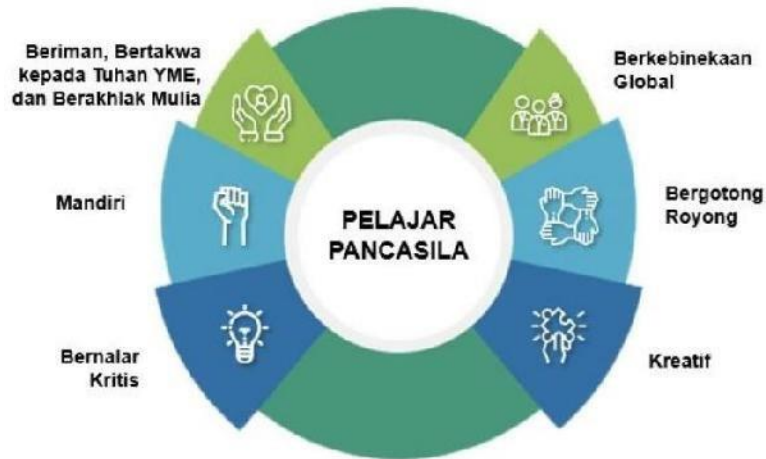 Beriman, Bertakwa
kepada Tuhan YME,
dan Berakhlak Mulia
Mandiri
Bernalar
Kritis
PELAJAR
PANCASILA
Berkebinekaan
Global
Bergotong
Royong
Kreatif